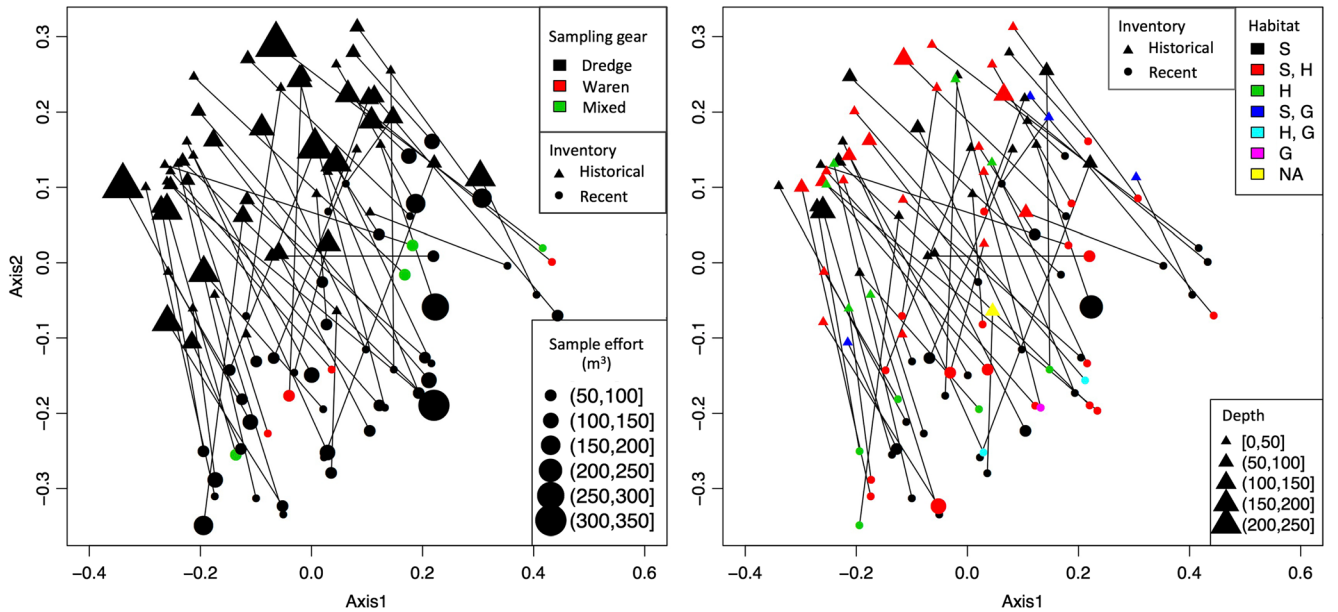 Sampling gear
Dredge
Waren
Mixed
Inventory
Historical
Recent
Sample effort
(m³)
(50,100]
(100,150]
(150,200]
(200,250]
(250,300]
(300,350]
0.3
0.2
0.1
0.0
−0.1
−0.2
−0.3
Axis2
−0.4
−0.2
0.0
0.2
0.4
0.6
Axis1
Inventory
Historical
Recent
Habitat
S
S, H
H
S, G
H, G
G
NA
Depth
[0,50]
(50,100]
(100,150]
(150,200]
(200,250]
0.3
0.2
0.1
0.0
−0.1
−0.2
−0.3
−0.4
−0.2
0.0
0.2
0.4
0.6
Axis1